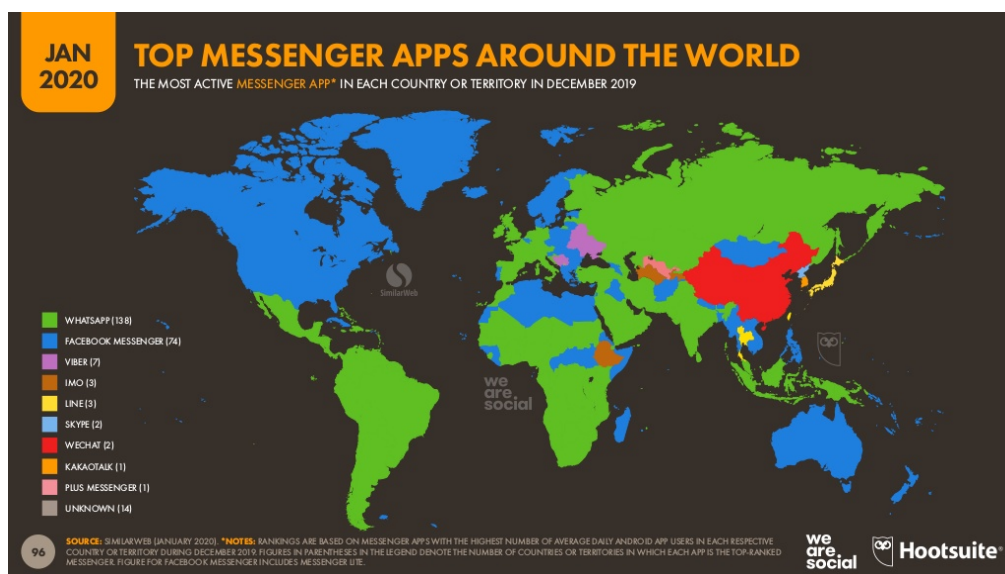 JAN
2020
TOP MESSENGER APPS AROUND THE WORLD
THE MOST ACTIVE MESSENGER APP* IN EACH COUNTRY OR TERRITORY IN DECEMBER 2019
SimilarWeb
WHATSAPP (138)
FACEBOOK MESSENGER (74)
VIBER (7)
IMO (3)
LINE (3)
SKYPE (2)
WECHAT (2)
KAKAOTALK (1)
PLUS MESSENGER (1)
UNKNOWN (14)
we
are
social
96
SOURCE: SIMILARWEB (JANUARY 2020). *NOTES: RANKINGS ARE BASED ON MESSENGER APPS WITH THE HIGHEST NUMBER OF AVERAGE DAILY ANDROID APP USERS IN EACH RESPECTIVE
COUNTRY OR TERRITORY DURING DECEMBER 2019. FIGURES IN PARENTHESES IN THE LEGEND DENOTE THE NUMBER OF COUNTRIES OR TERRITORIES IN WHICH EACH APP IS THE TOP-RANKED
MESSENGER. FIGURE FOR FACEBOOK MESSENGER INCLUDES MESSENGER LITE.
we
are
social
Hootsuite®